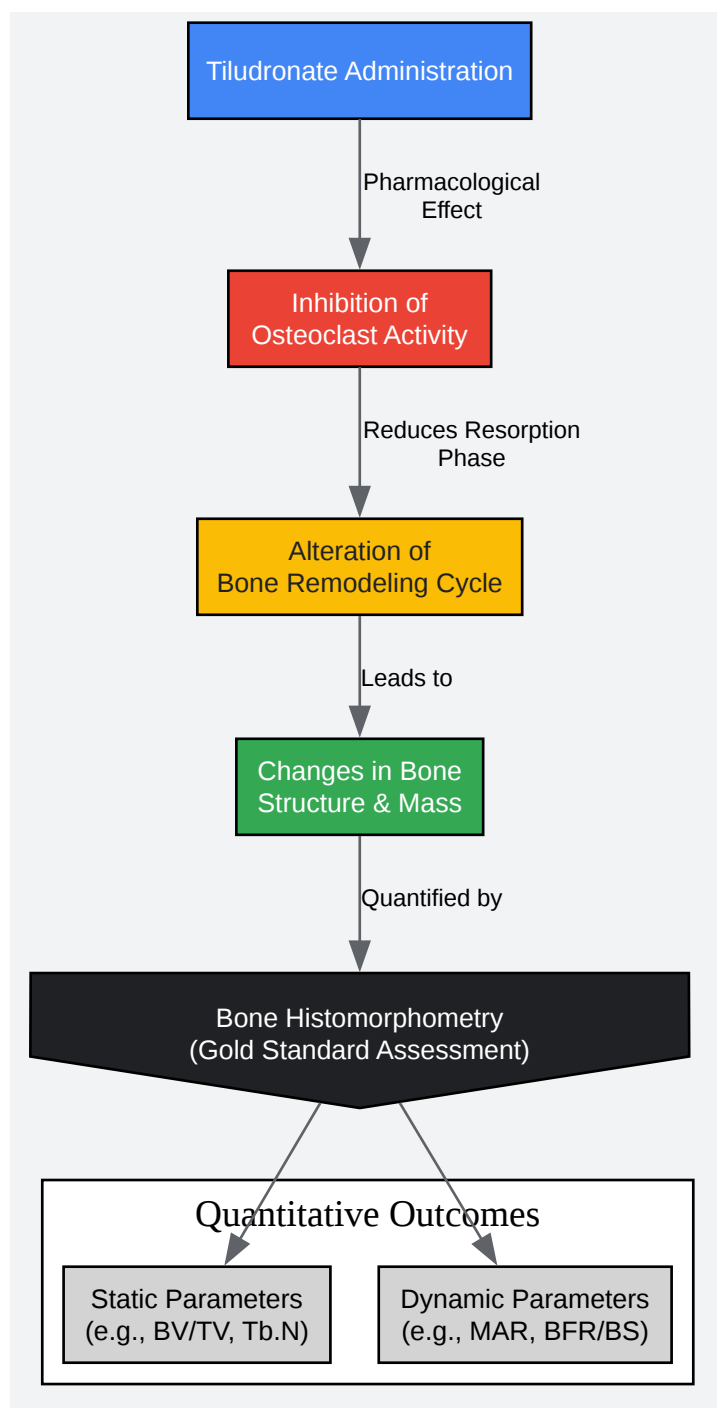 Tiludronate Administration
Pharmacological
Effect
Inhibition of
Osteoclast Activity
Reduces Resorption
Phase
Alteration of
Bone Remodeling Cycle
Leads to
Changes in Bone
Structure & Mass
Quantified by
Bone Histomorphometry
(Gold Standard Assessment)
Quantitative Outcomes
Static Parameters
(e.g., BV/TV, Tb.N)
Dynamic Parameters
(e.g., MAR, BFR/BS)